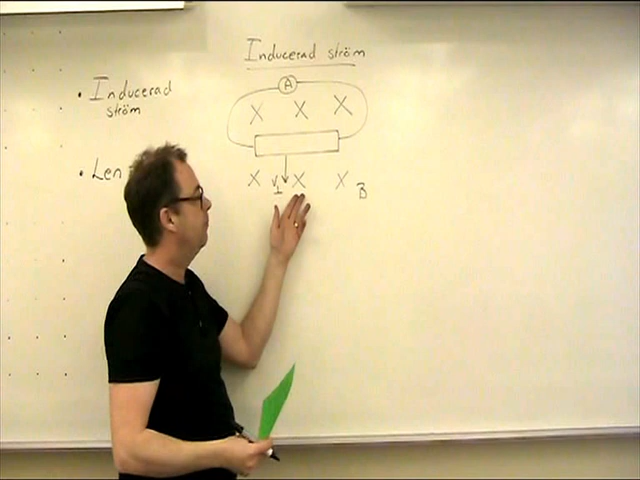 Inducerad ström
• Inducerad
ström
A
X X X
• Len
X v⊥ X X B